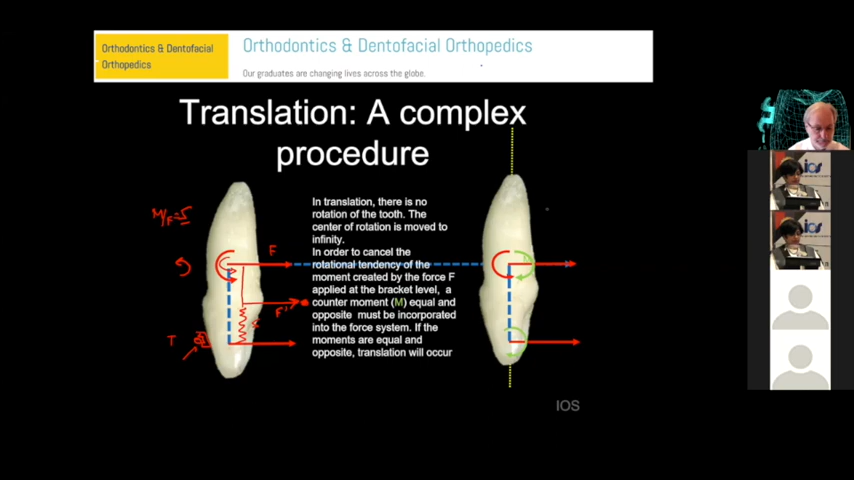 Orthodontics & Dentofacial
Orthopedics
Orthodontics & Dentofacial Orthopedics
Our graduates are changing lives across the globe.
Translation: A complex
procedure
M/F=5
F
F'
5
T
In translation, there is no
rotation of the tooth. The
center of rotation is moved to
infinity.
In order to cancel the
rotational tendency of the
moment created by the force F
applied at the bracket level, a
counter moment (M) equal and
opposite must be incorporated
into the force system. If the
moments are equal and
opposite, translation will occur
IOS
ios
ios